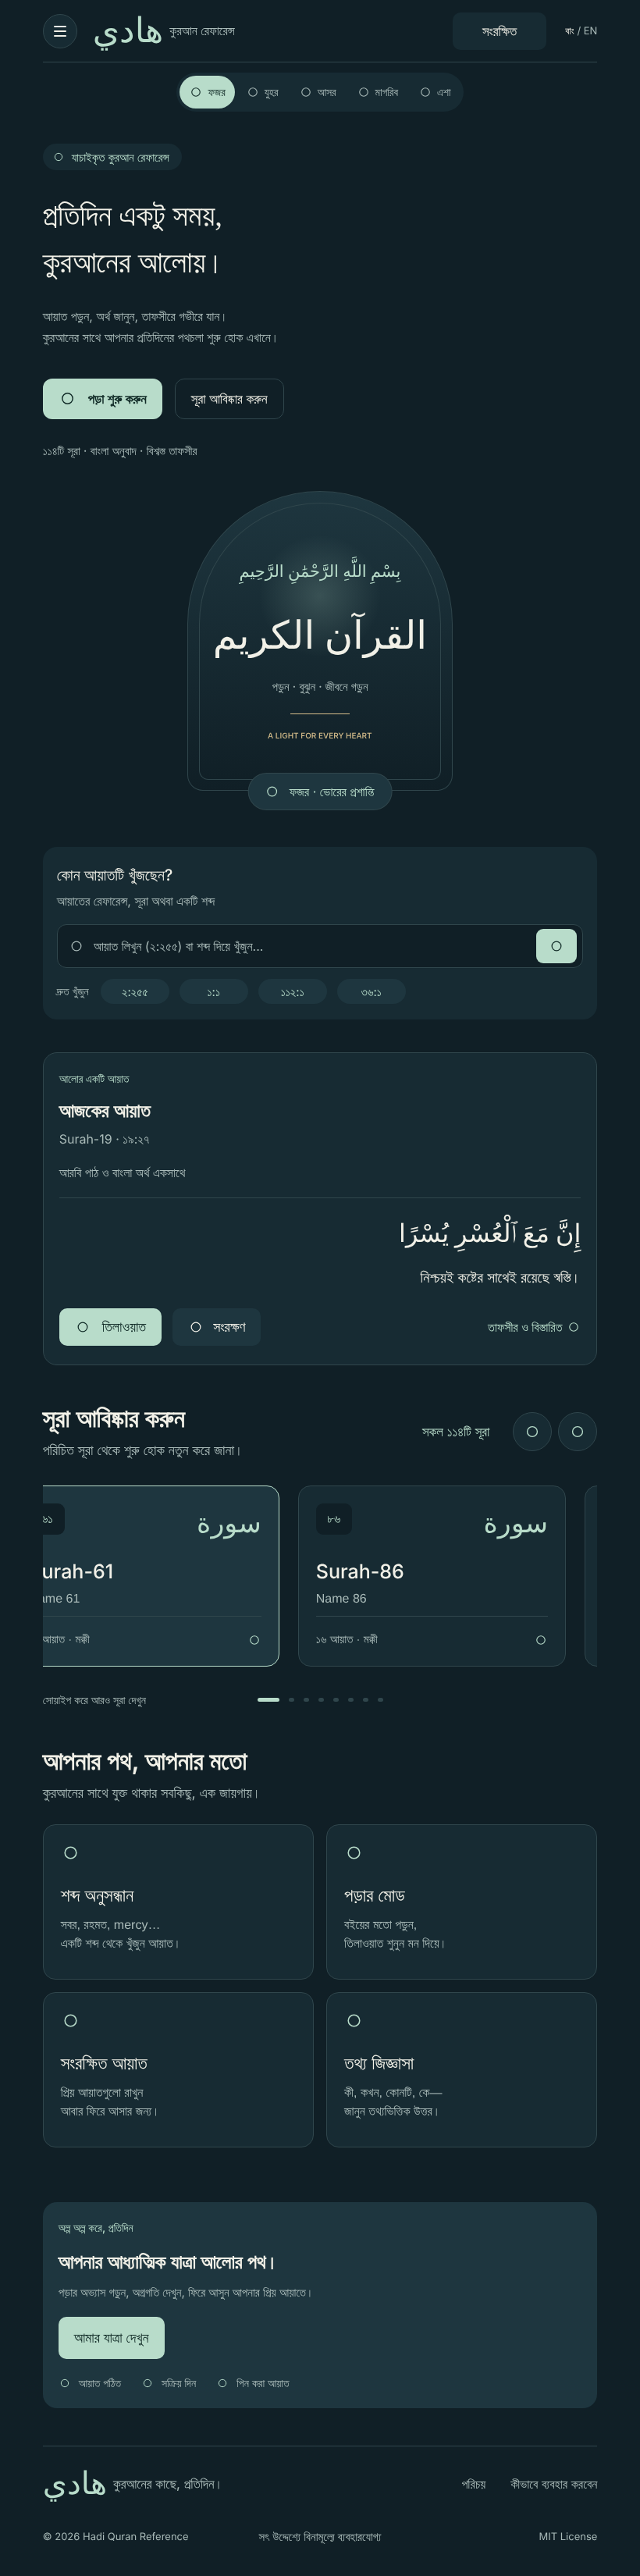 هادي কুরআন রেফারেন্স সংরক্ষিত বাং / EN
ফজর যুহর আসর মাগরিব এশা
যাচাইকৃত কুরআন রেফারেন্স
প্রতিদিন একটু সময়,
কুরআনের আলোয়।
আয়াত পড়ুন, অর্থ জানুন, তাফসীরে গভীরে যান।
কুরআনের সাথে আপনার প্রতিদিনের পথচলা শুরু হোক এখানে।
পড়া শুরু করুন সূরা আবিষ্কার করুন
১১৪টি সূরা · বাংলা অনুবাদ · বিশ্বস্ত তাফসীর
بِسْمِ اللَّهِ الرَّحْمَٰنِ الرَّحِيمِ
القرآن الكريم
পড়ুন · বুঝুন · জীবনে গড়ুন
A LIGHT FOR EVERY HEART
ফজর · ভোরের প্রশান্তি
কোন আয়াতটি খুঁজছেন?
আয়াতের রেফারেন্স, সূরা অথবা একটি শব্দ
আয়াত লিখুন (২:২৫৫) বা শব্দ দিয়ে খুঁজুন...
দ্রুত খুঁজুন ২:২৫৫ ১:১ ১১২:১ ৩৬:১
আলোর একটি আয়াত
আজকের আয়াত
Surah-19 · ১৯:২৭
আরবি পাঠ ও বাংলা অর্থ একসাথে
إِنَّ مَعَ ٱلْعُسْرِ يُسْرًا
নিশ্চয়ই কষ্টের সাথেই রয়েছে স্বস্তি।
তিলাওয়াত সংরক্ষণ তাফসীর ও বিস্তারিত
সূরা আবিষ্কার করুন
সকল ১১৪টি সূরা
পরিচিত সূরা থেকে শুরু হোক নতুন করে জানা।
৬১ سورة ৮৬ سورة
urah-61 Surah-86
ame 61 Name 86
আয়াত · মক্কী ১৬ আয়াত · মক্কী
সোয়াইপ করে আরও সূরা দেখুন
আপনার পথ, আপনার মতো
কুরআনের সাথে যুক্ত থাকার সবকিছু, এক জায়গায়।
শব্দ অনুসন্ধান
সবর, রহমত, mercy...
একটি শব্দ থেকে খুঁজুন আয়াত।
পড়ার মোড
বইয়ের মতো পড়ুন,
তিলাওয়াত শুনুন মন দিয়ে।
সংরক্ষিত আয়াত
প্রিয় আয়াতগুলো রাখুন
আবার ফিরে আসার জন্য।
তথ্য জিজ্ঞাসা
কী, কখন, কোনটি, কে—
জানুন তথ্যভিত্তিক উত্তর।
অল্প অল্প করে, প্রতিদিন
আপনার আধ্যাত্মিক যাত্রা আলোর পথ।
পড়ার অভ্যাস গড়ুন, অগ্রগতি দেখুন, ফিরে আসুন আপনার প্রিয় আয়াতে।
আমার যাত্রা দেখুন
আয়াত পঠিত সক্রিয় দিন পিন করা আয়াত
هادي কুরআনের কাছে, প্রতিদিন। পরিচয় কীভাবে ব্যবহার করবেন
© 2026 Hadi Quran Reference সৎ উদ্দেশ্যে বিনামূল্যে ব্যবহারযোগ্য MIT License